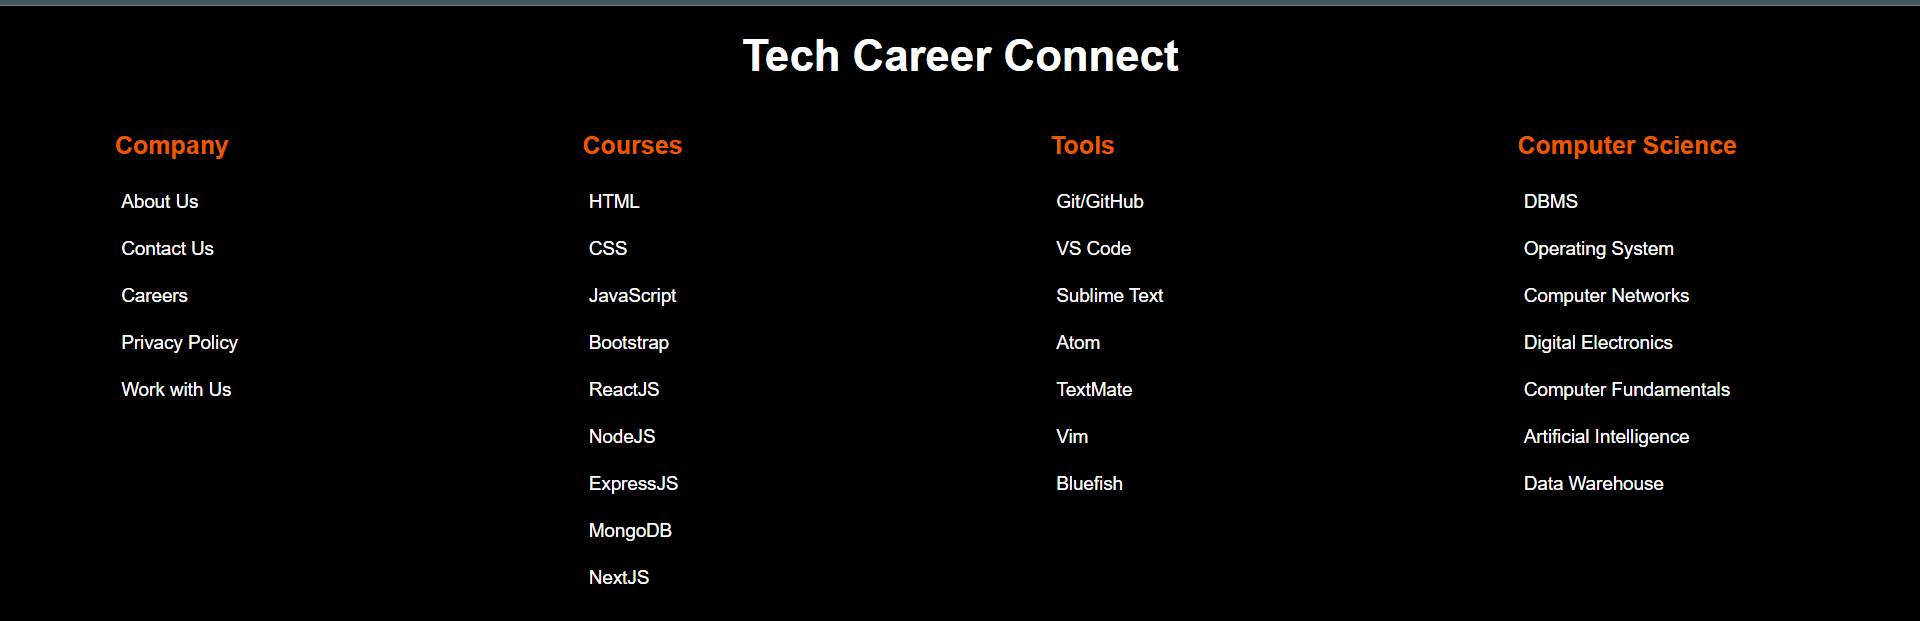 Tech Career Connect
Company
About Us
Contact Us
Careers
Privacy Policy
Work with Us
Courses
HTML
CSS
JavaScript
Bootstrap
ReactJS
NodeJS
ExpressJS
MongoDB
NextJS
Tools
Git/GitHub
VS Code
Sublime Text
Atom
TextMate
Vim
Bluefish
Computer Science
DBMS
Operating System
Computer Networks
Digital Electronics
Computer Fundamentals
Artificial Intelligence
Data Warehouse